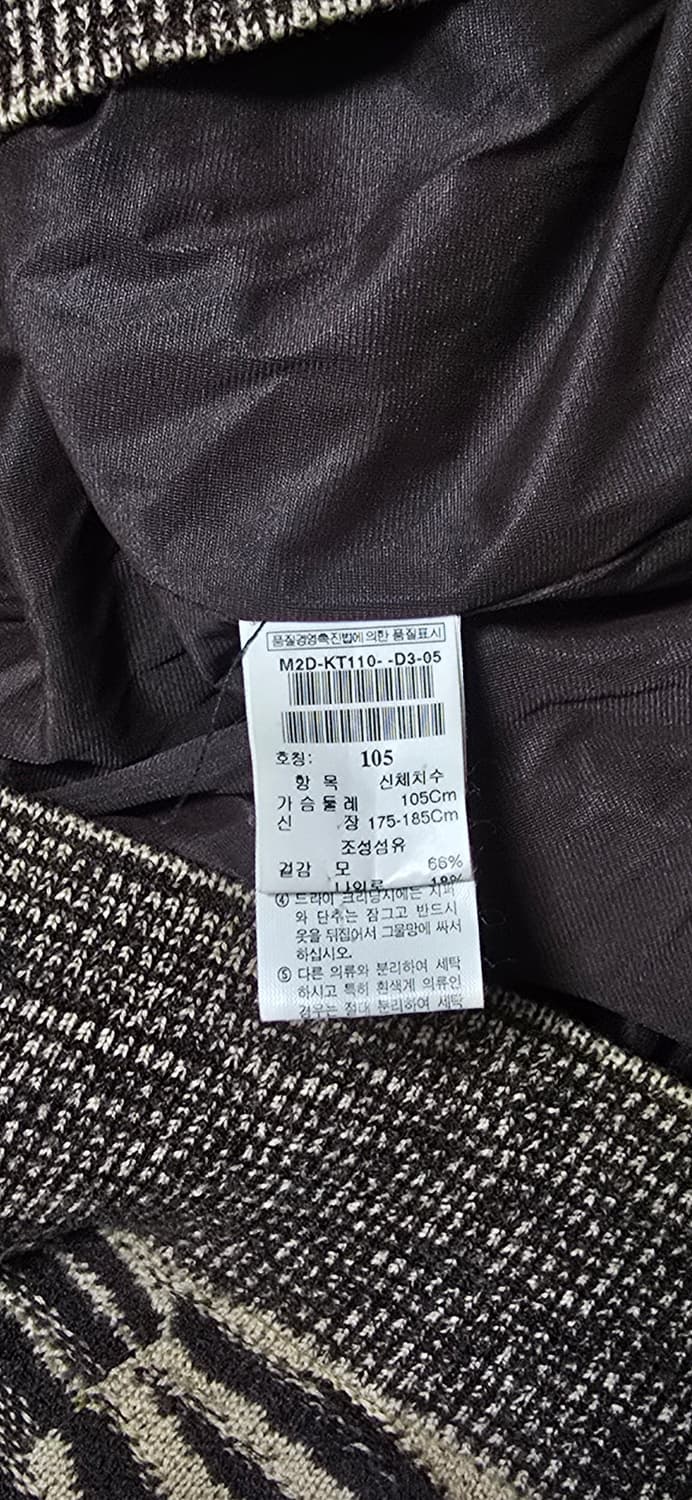 품질경영촉진법에의한 품질표시
M2D-KT110- -D3-05
호칭: 105
항 목 신체치수
가슴둘레 105Cm
신 장 175-185Cm
조성섬유
겉감 모 66%
나일론 18%
④ 드라이 크리닝시에는 지퍼
와 단추는 잠그고 반드시
옷을 뒤집어서 그물망에 싸서
하십시오.
⑤ 다른 의류와 분리하여 세탁
하시고 특히 흰색계 의류인
경우는 절대 분리하여 세탁